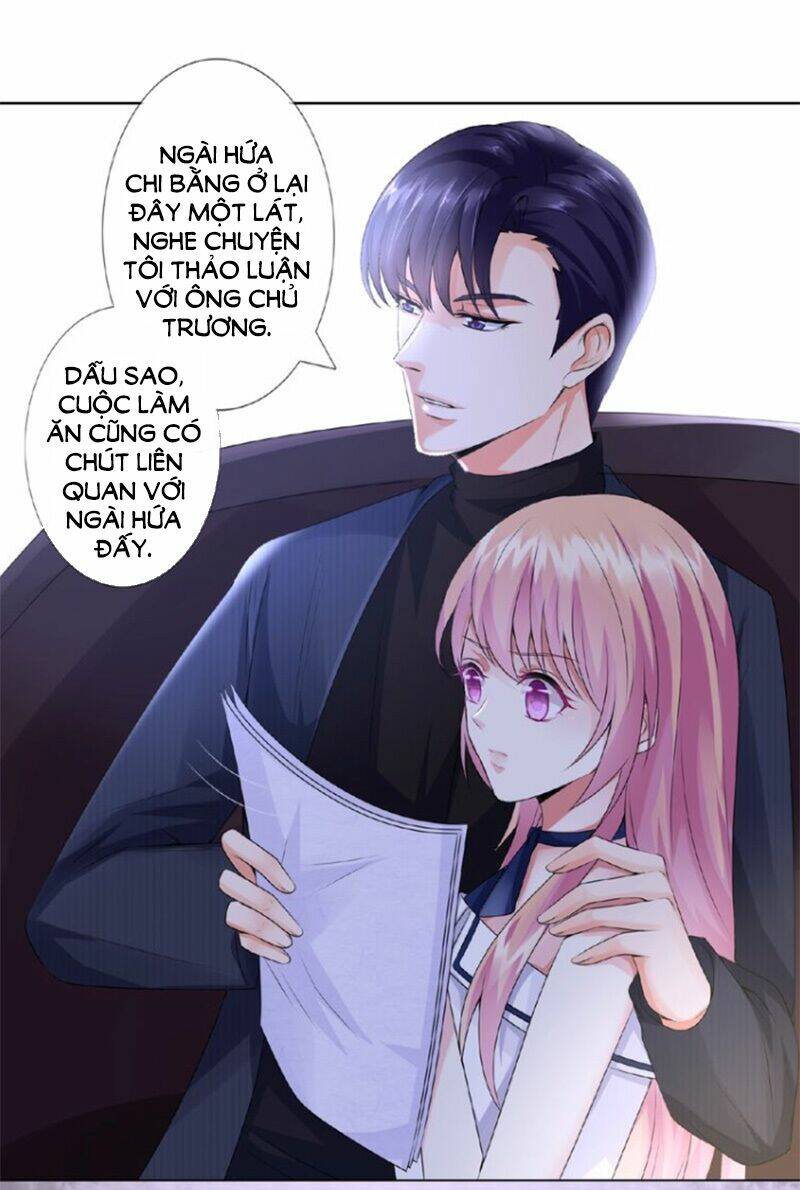 NGÀI HỨA
CHI BẰNG Ở LẠI
ĐÂY MỘT LÁT,
NGHE CHUYỆN
TÔI THẢO LUẬN
VỚI ÔNG CHỦ
TRƯƠNG.
DẪU SAO,
CUỘC LÀM
ĂN CŨNG CÓ
CHÚT LIÊN
QUAN VỚI
NGÀI HỨA
ĐẤY.